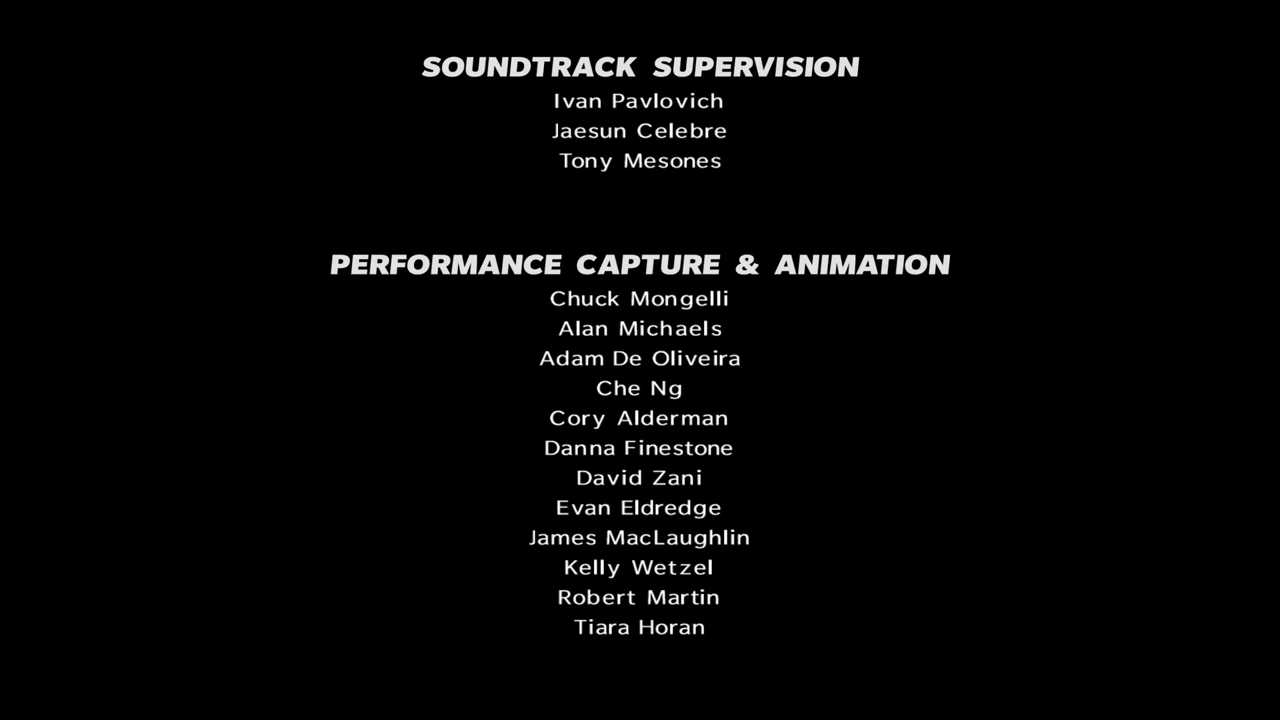 SOUNDTRACK SUPERVISION
Ivan Pavlovich
Jaesun Celebre
Tony Mesones
PERFORMANCE CAPTURE & ANIMATION
Chuck Mongelli
Alan Michaels
Adam De Oliveira
Che Ng
Cory Alderman
Danna Finestone
David Zani
Evan Eldredge
James MacLaughlin
Kelly Wetzel
Robert Martin
Tiara Horan